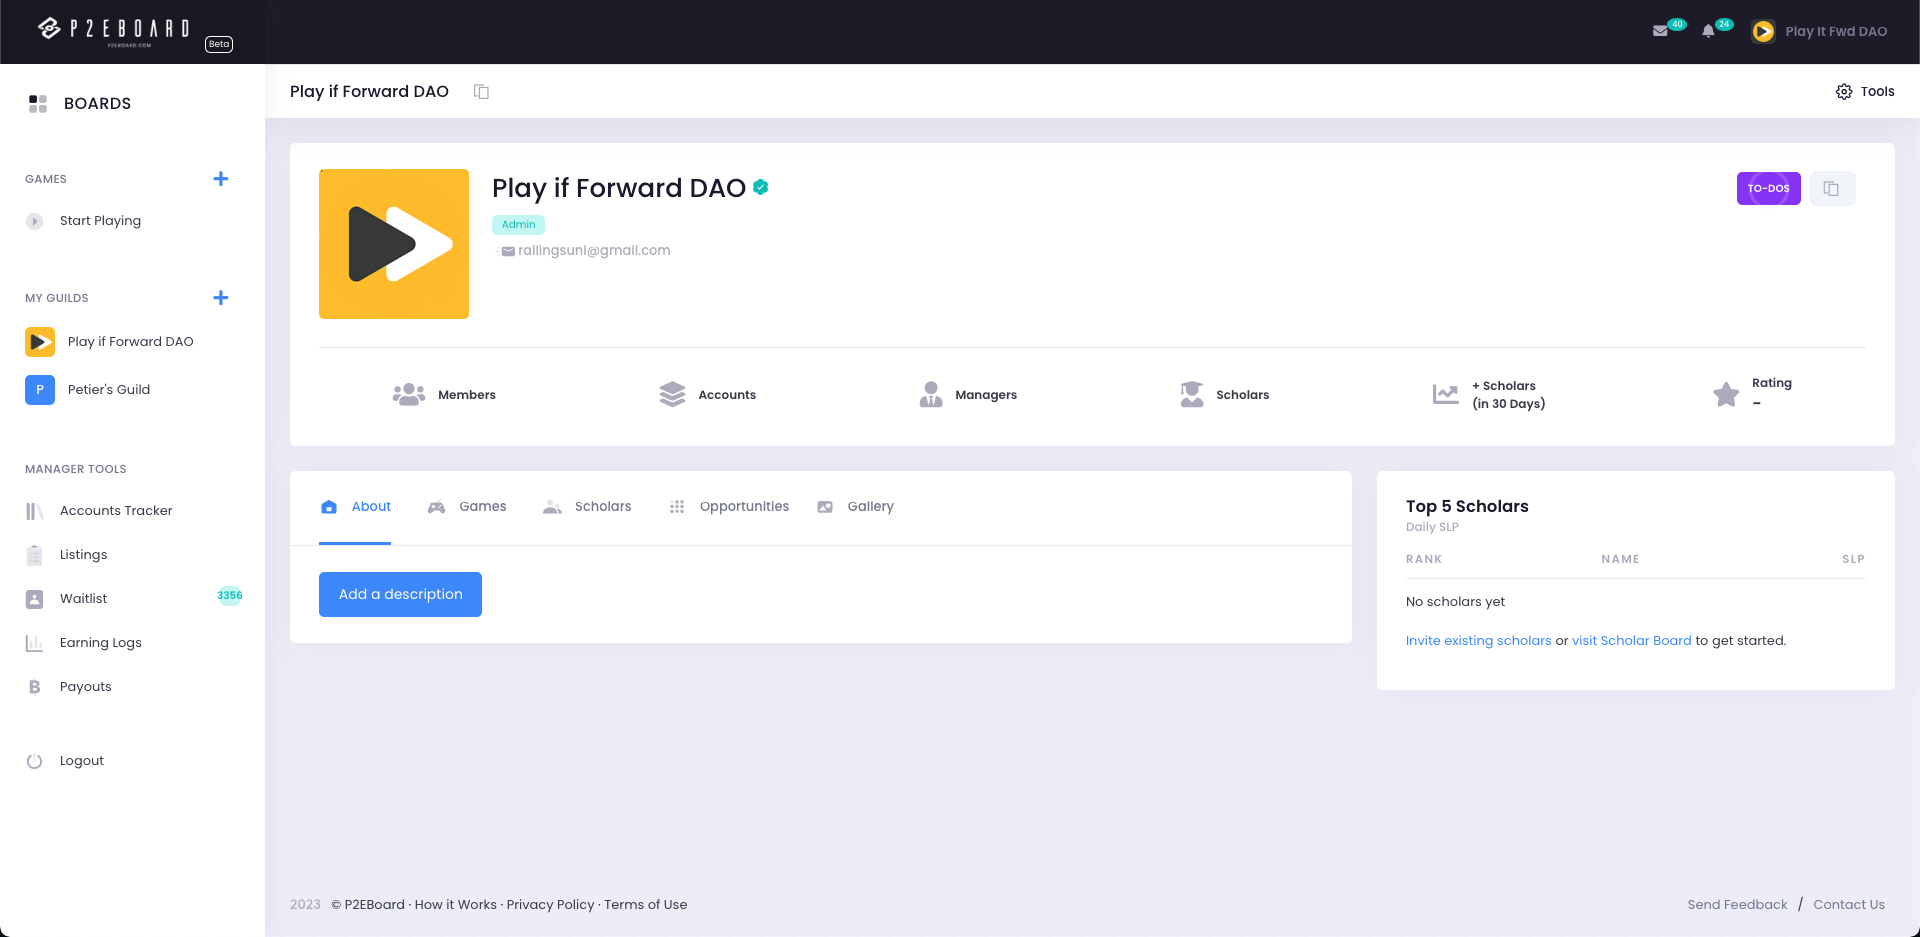 P2EBOARD
P2EBOARD.COM
Beta
40
24
Play It Fwd DAO
BOARDS
Play if Forward DAO
Tools
GAMES
Start Playing
MY GUILDS
Play if Forward DAO
P
Petier's Guild
MANAGER TOOLS
Accounts Tracker
Listings
Waitlist
3356
Earning Logs
Payouts
Logout
Play if Forward DAO
TO-DOS
Admin
railingsuni@gmail.com
Members
Accounts
Managers
Scholars
+ Scholars
(in 30 Days)
Rating
–
About
Games
Scholars
Opportunities
Gallery
Add a description
Top 5 Scholars
Daily SLP
RANK NAME SLP
No scholars yet
Invite existing scholars or visit Scholar Board to get started.
2023 © P2EBoard · How it Works · Privacy Policy · Terms of Use
Send Feedback / Contact Us